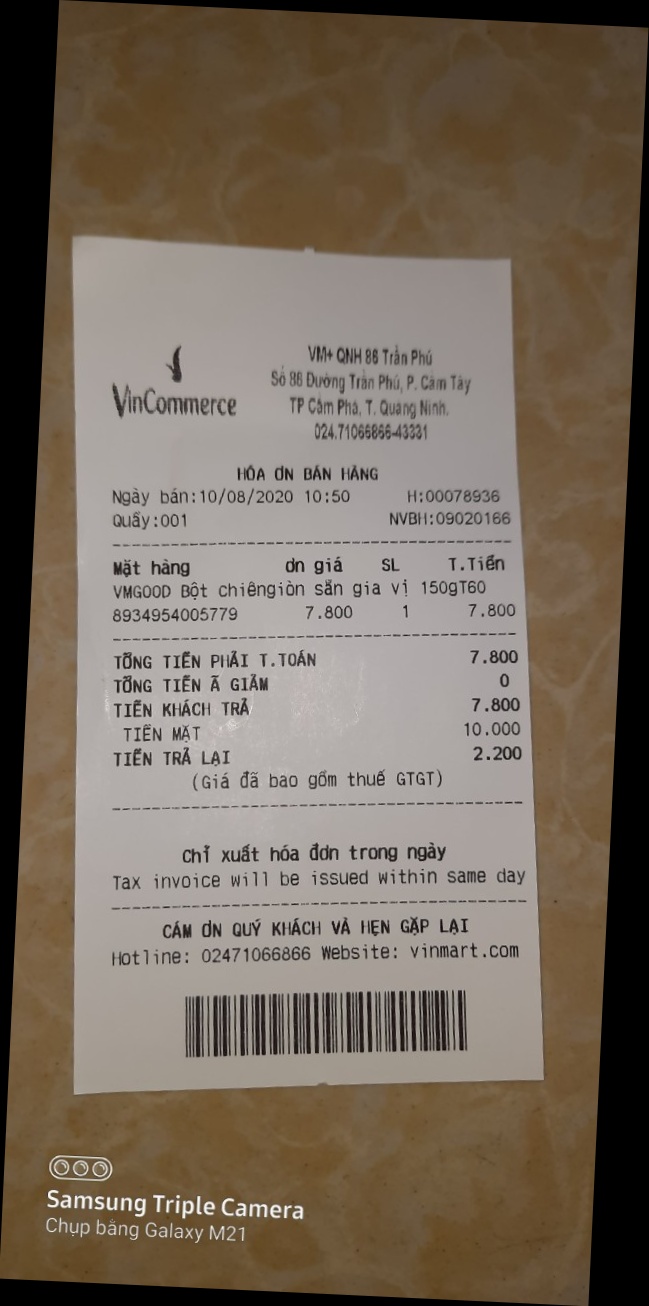 VinCommerce
VM+ QNH 86 Trần Phú
Số 86 Đường Trần Phú, P. Cẩm Tây
TP Cẩm Phả, T. Quảng Ninh.
024.71066866-43331
HÓA ƠN BÁN HÀNG
Ngày bán:10/08/2020 10:50 H:00078936
Quầy:001 NVBH:09020166
Mặt hàng ơn giá SL T.Tiền
VMGOOD Bột chiêngiòn sẵn gia vị 150gT60
8934954005779 7.800 1 7.800
TỔNG TIỀN PHẢI T.TOÁN 7.800
TỔNG TIỀN Ã GIẢM 0
TIỀN KHÁCH TRẢ 7.800
TIỀN MẶT 10.000
TIỀN TRẢ LẠI 2.200
(Giá đã bao gồm thuế GTGT)
Chỉ xuất hóa đơn trong ngày
Tax invoice will be issued within same day
CÁM ƠN QUÝ KHÁCH VÀ HẸN GẶP LẠI
Hotline: 02471066866 Website: vinmart.com
Samsung Triple Camera
Chụp bằng Galaxy M21